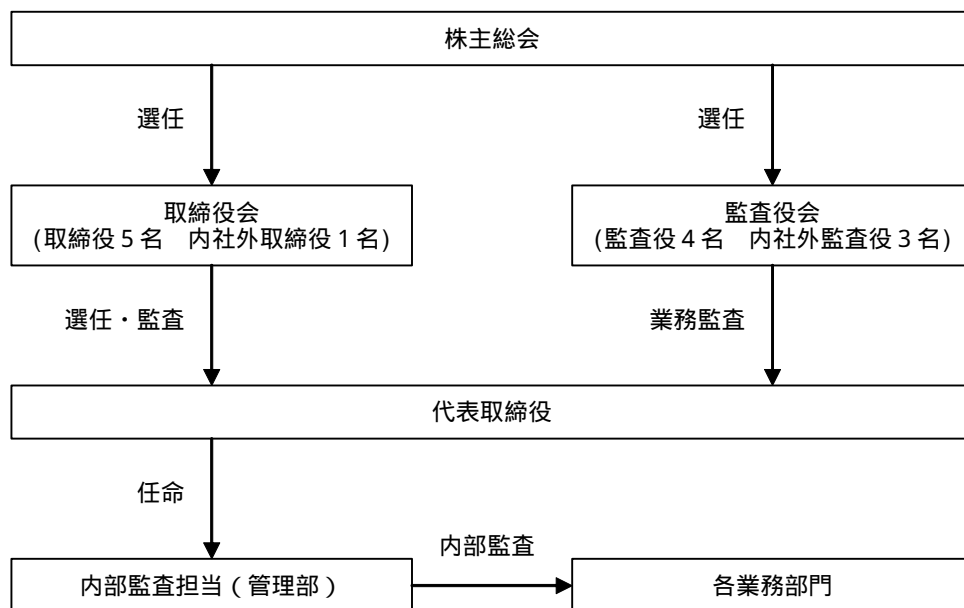 株主総会
選任
選任
取締役会
(取締役5名　内社外取締役1名)
監査役会
(監査役4名　内社外監査役3名)
選任・監査
業務監査
代表取締役
任命
内部監査
内部監査担当（管理部）
各業務部門